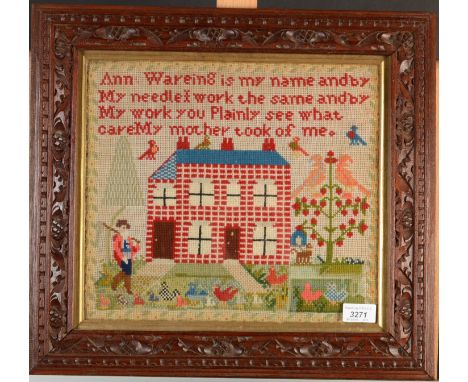 Ann Wareing is my name and by
My needle I work the same and by
My work you Plainly see what
care My mother took of me.
3271